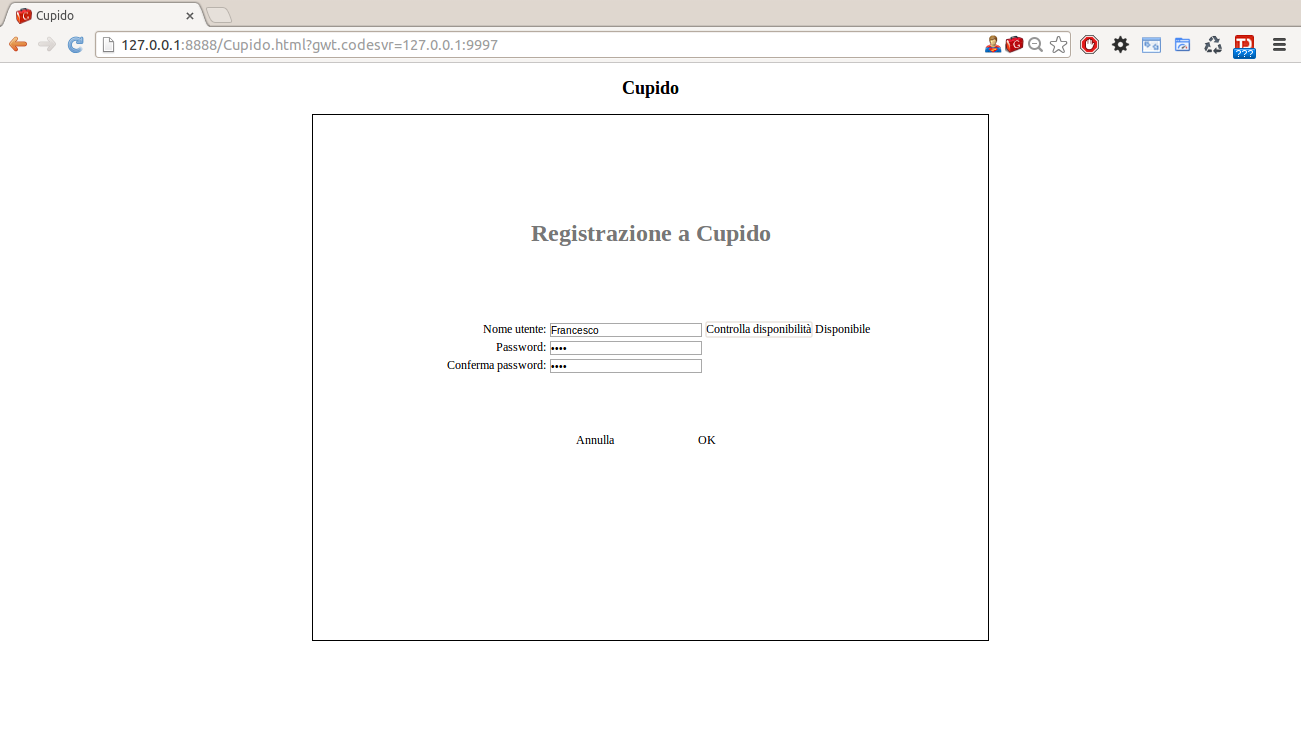 Cupido
127.0.0.1:8888/Cupido.html?gwt.codesvr=127.0.0.1:9997
???
Cupido
Registrazione a Cupido
Nome utente: Francesco Controlla disponibilità Disponibile
Password: ••••
Conferma password: ••••
Annulla OK